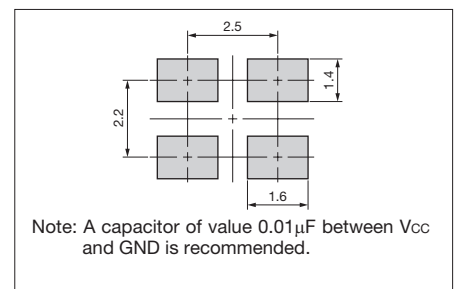 2.5
1.4
2.2
1.6
Note: A capacitor of value 0.01μF between Vcc
and GND is recommended.